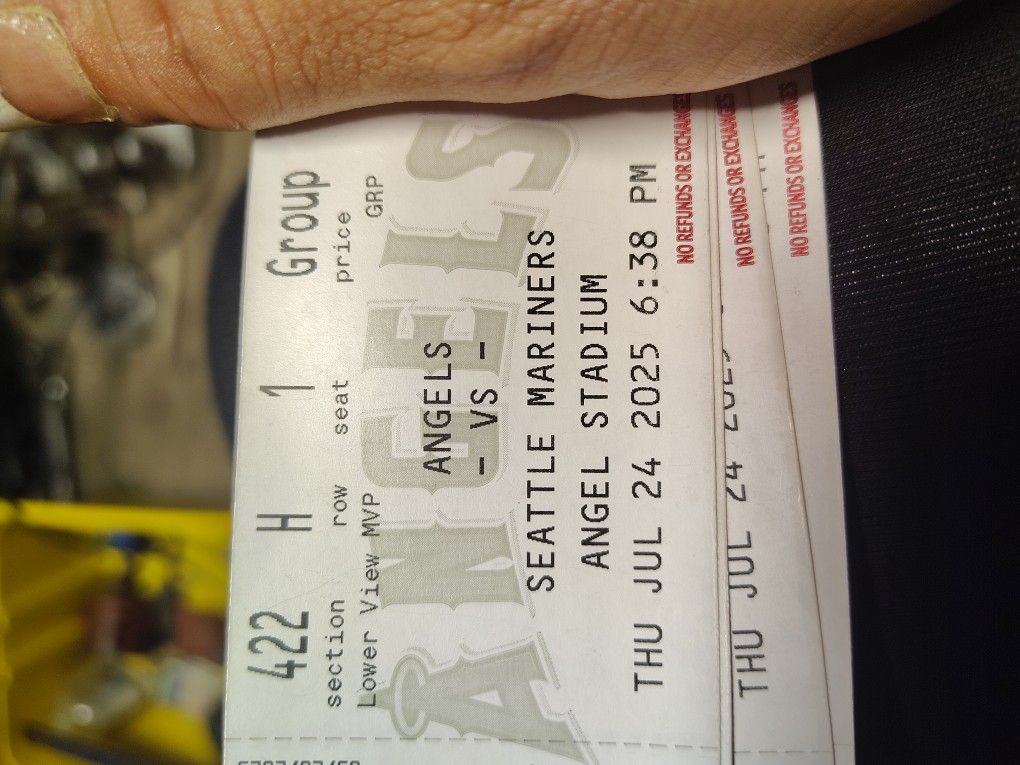 422 H 1 Group
section row seat price
Lower View MVP GRP
ANGELS
ANGELS
- VS -
SEATTLE MARINERS
ANGEL STADIUM
THU JUL 24 2025 6:38 PM
NO REFUNDS OR EXCHANGES
THU JUL 24
NO REFUNDS OR EXCHANGES
NO REFUNDS OR EXCHANGES